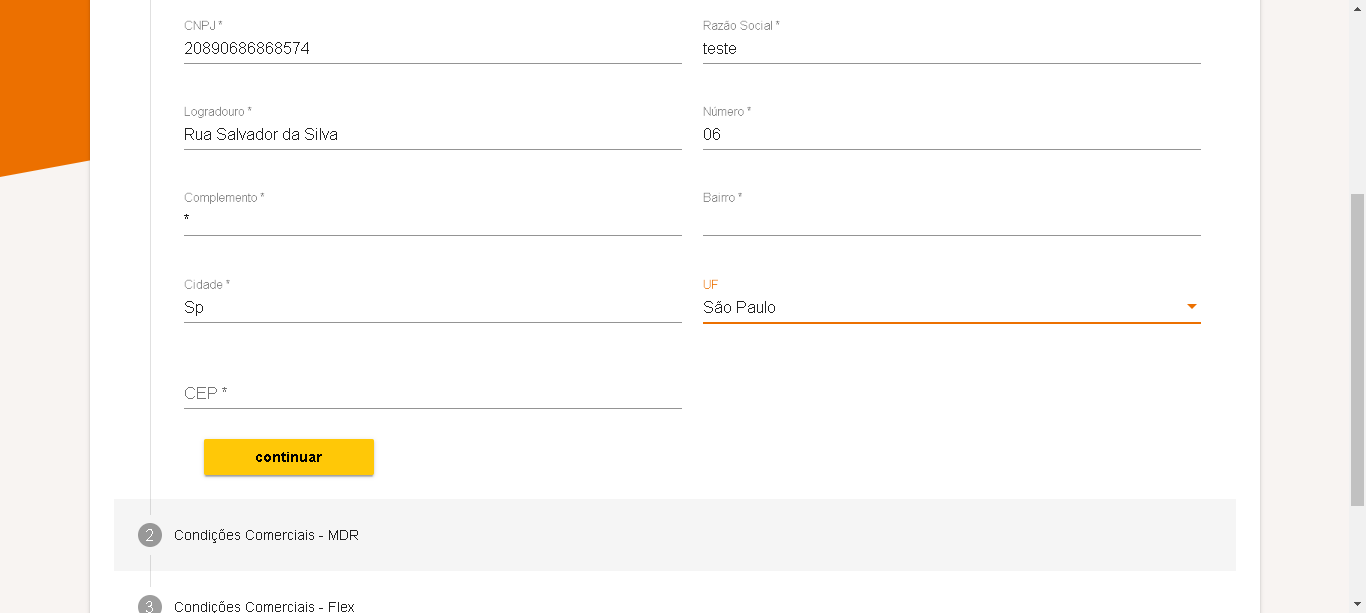 CNPJ *
Razão Social *
20890686868574
teste
Logradouro *
Número *
Rua Salvador da Silva
06
Complemento *
Bairro *
*
Cidade *
UF
Sp
São Paulo
CEP *
continuar
2 Condições Comerciais - MDR
3 Condições Comerciais - Flex